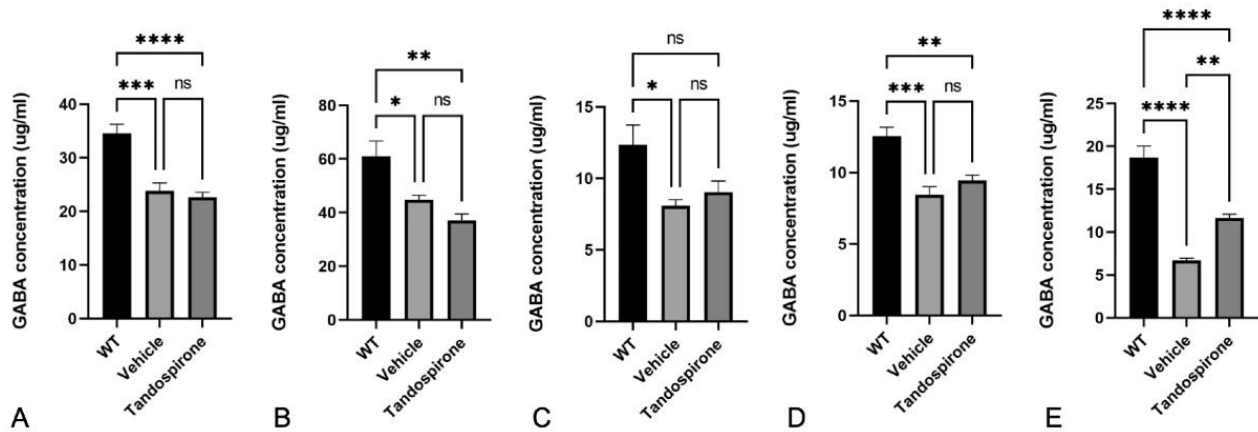 GABA concentration (ug/ml)
**** 
*** ns
40
30
20
10
0
WT Vehicle Tandospirone
A
GABA concentration (ug/ml)
**
* ns
80
60
40
20
0
WT Vehicle Tandospirone
B
GABA concentration (ug/ml)
ns
* ns
15
10
5
0
WT Vehicle Tandospirone
C
GABA concentration (ug/ml)
**
*** ns
15
10
5
0
WT Vehicle Tandospirone
D
GABA concentration (ug/ml)
****
**
****
25
20
15
10
5
0
WT Vehicle Tandospirone
E